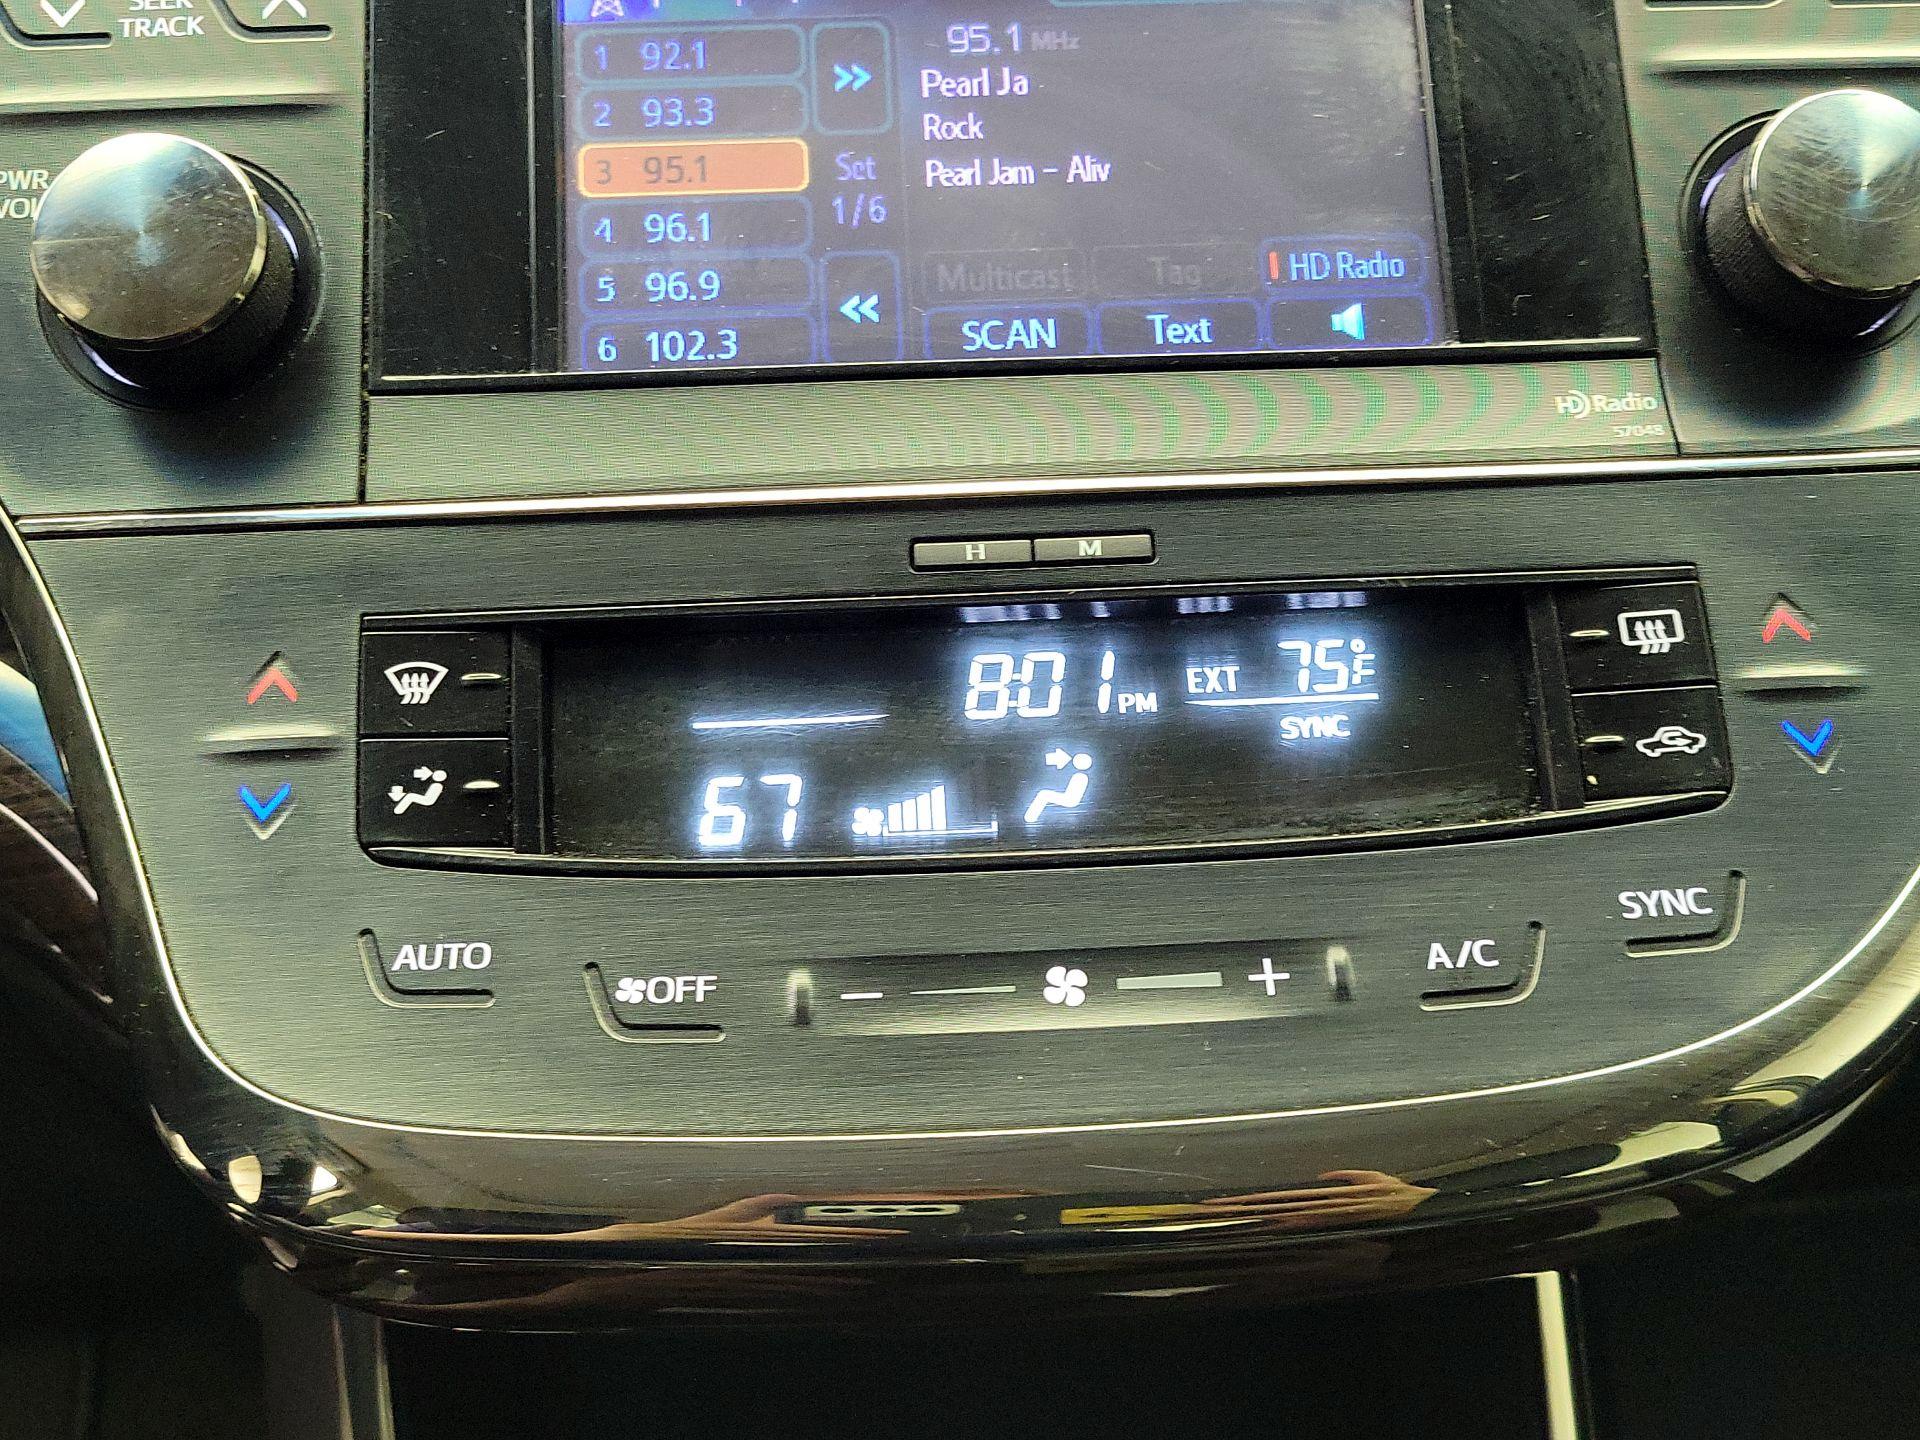 SEEK
TRACK
PWR
VOL
1 92.1
2 93.3
3 95.1
4 96.1
5 96.9
6 102.3
>>
Set
1/6
<<
95.1 MHz
Pearl Ja
Rock
Pearl Jam - Aliv
Multicast Tag HD Radio
SCAN Text
HD Radio
57048
H M
8:01 PM EXT 75°F
SYNC
67
AUTO OFF − + A/C SYNC